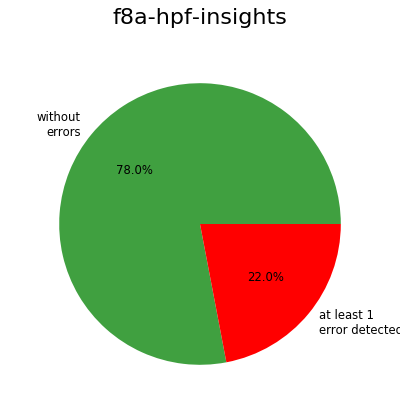 f8a-hpf-insights
without
errors
78.0%
22.0%
at least 1
error detected